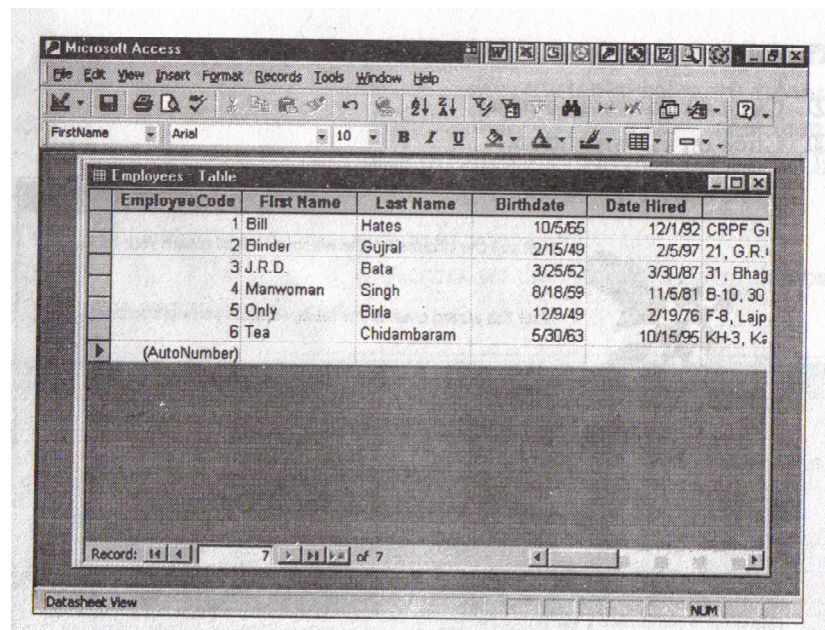 Microsoft Access
File Edit View Insert Format Records Tools Window Help
FirstName Arial 10 B I U
Employees : Table
EmployeeCode First Name Last Name Birthdate Date Hired
1 Bill Hates 10/5/65 12/1/92 CRPF Gr
2 Binder Gujral 2/15/49 2/5/97 21, G.R.
3 J.R.D. Bata 3/25/52 3/30/87 31, Bhag
4 Manwoman Singh 8/18/59 11/5/81 B-10, 30
5 Only Birla 12/9/49 2/19/76 F-8, Lajp
6 Tea Chidambaram 5/30/63 10/15/95 KH-3, Ka
(AutoNumber)
Record: 7 of 7
Datasheet View NUM